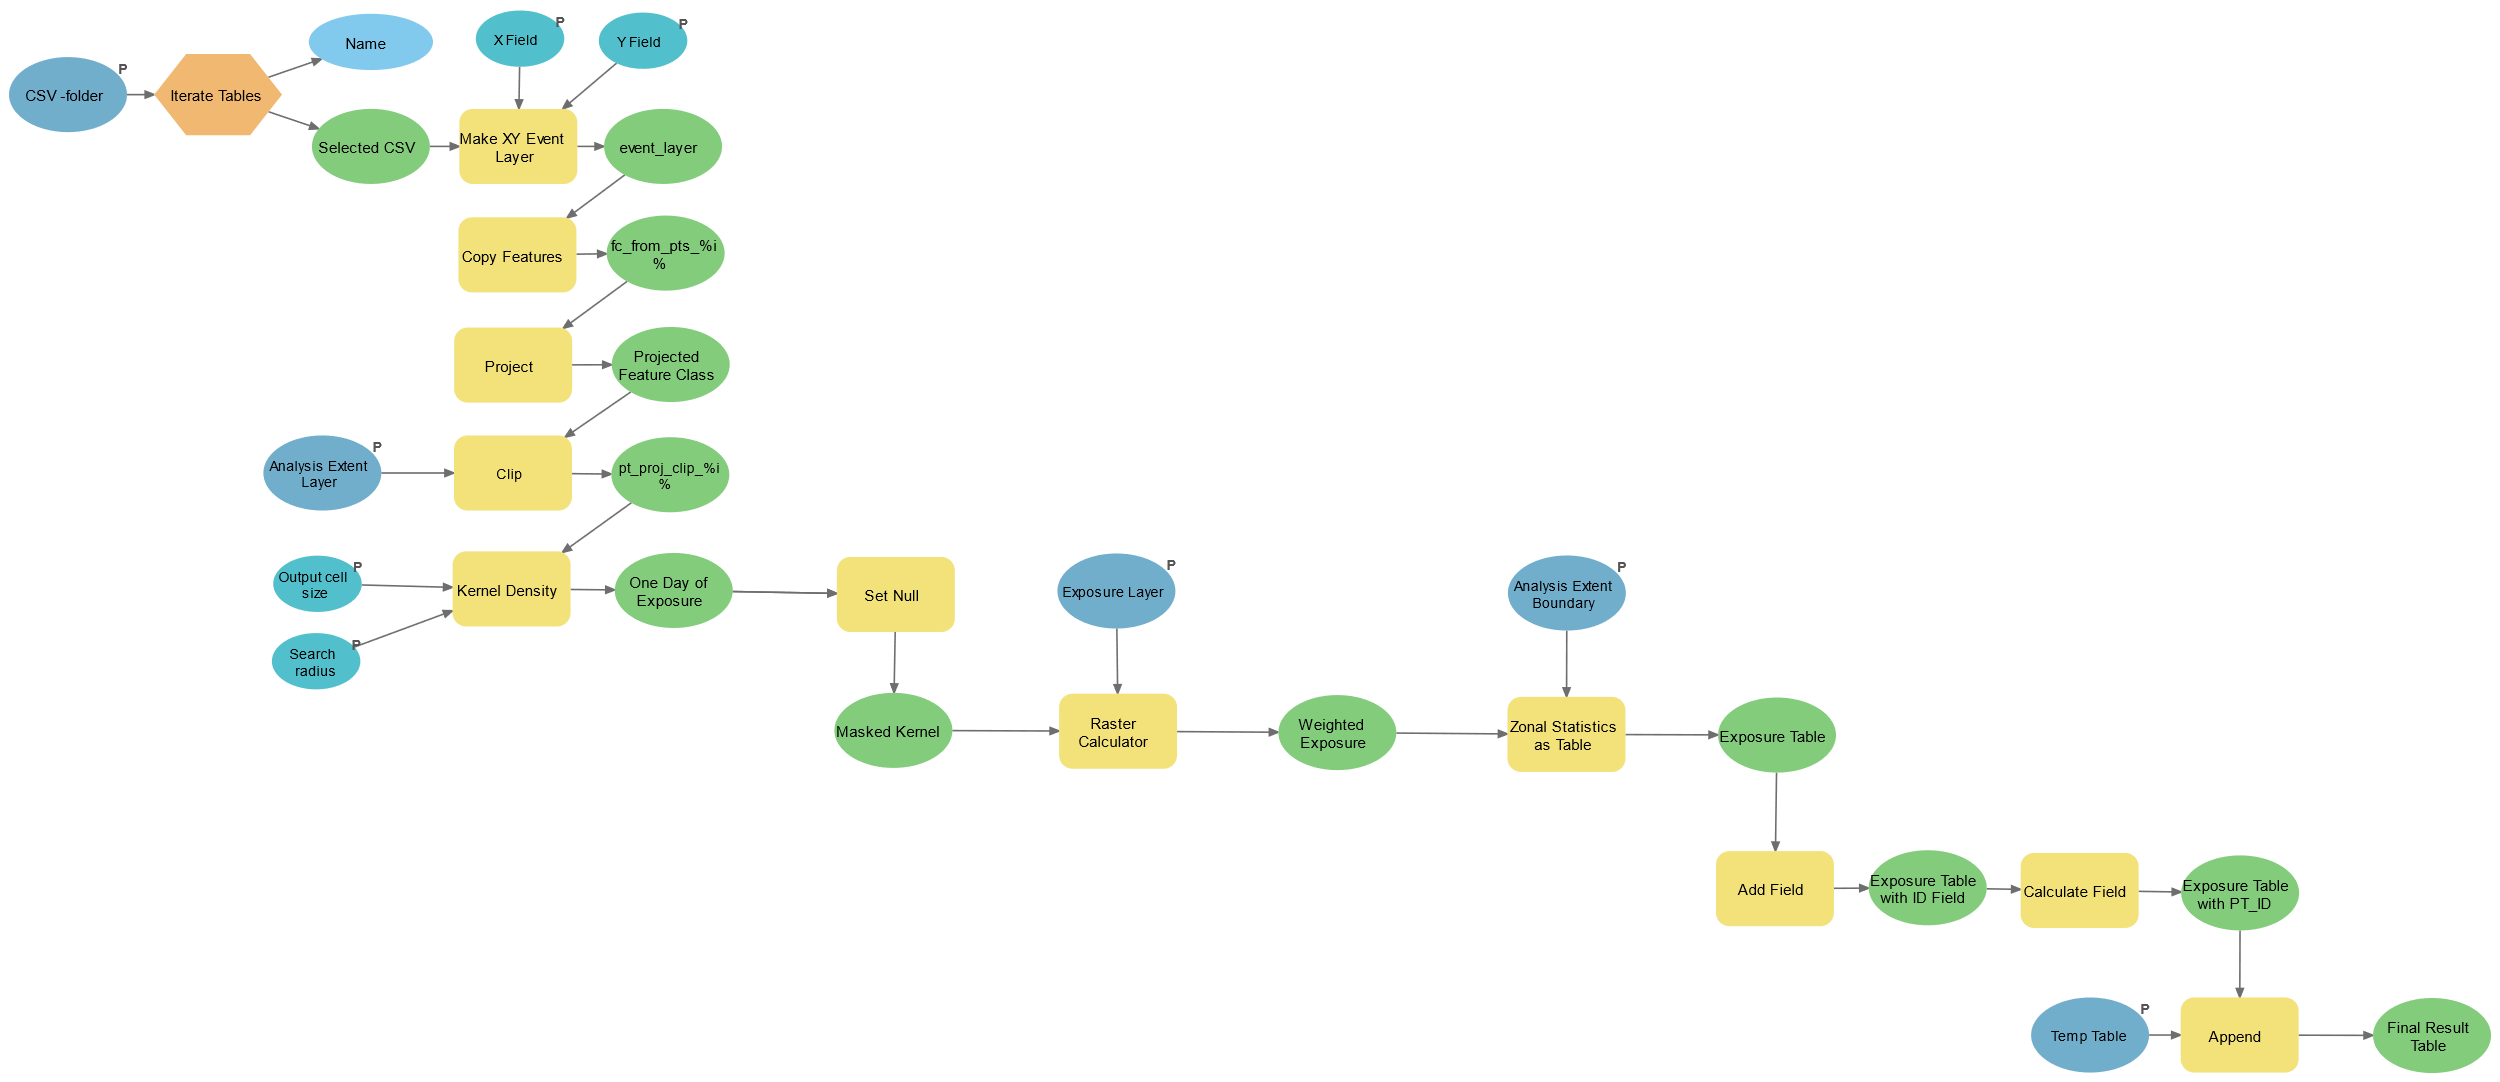 Name
P
X Field
P
Y Field
P
CSV -folder
Iterate Tables
Selected CSV
Make XY Event
Layer
event_layer
Copy Features
fc_from_pts_%i
%
Project
Projected
Feature Class
P
Analysis Extent
Layer
Clip
pt_proj_clip_%i
%
P
Output cell
size
P
Search
radius
Kernel Density
One Day of
Exposure
Set Null
P
Exposure Layer
P
Analysis Extent
Boundary
Masked Kernel
Raster
Calculator
Weighted
Exposure
Zonal Statistics
as Table
Exposure Table
Add Field
Exposure Table
with ID Field
Calculate Field
Exposure Table
with PT_ID
P
Temp Table
Append
Final Result
Table